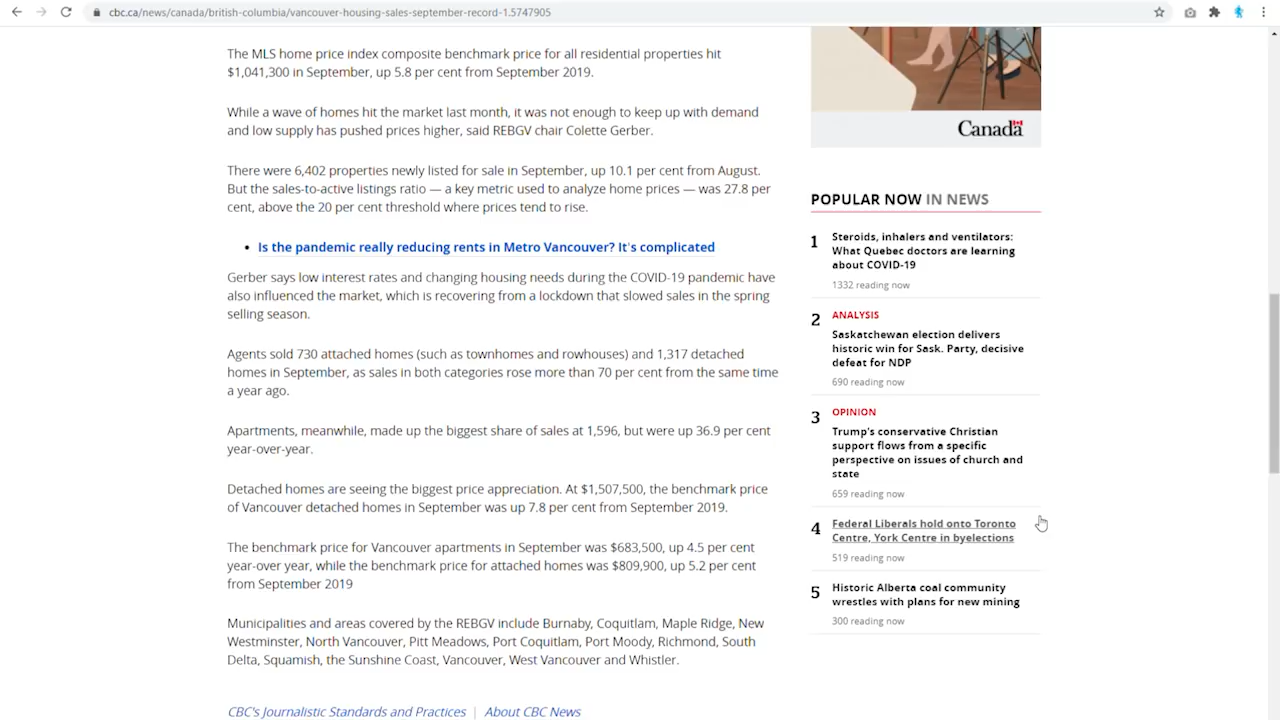 cbc.ca/news/canada/british-columbia/vancouver-housing-sales-september-record-1.5747905
The MLS home price index composite benchmark price for all residential properties hit
$1,041,300 in September, up 5.8 per cent from September 2019.
While a wave of homes hit the market last month, it was not enough to keep up with demand
and low supply has pushed prices higher, said REBGV chair Colette Gerber.
There were 6,402 properties newly listed for sale in September, up 10.1 per cent from August.
But the sales-to-active listings ratio — a key metric used to analyze home prices — was 27.8 per
cent, above the 20 per cent threshold where prices tend to rise.
• Is the pandemic really reducing rents in Metro Vancouver? It's complicated
Gerber says low interest rates and changing housing needs during the COVID-19 pandemic have
also influenced the market, which is recovering from a lockdown that slowed sales in the spring
selling season.
Agents sold 730 attached homes (such as townhomes and rowhouses) and 1,317 detached
homes in September, as sales in both categories rose more than 70 per cent from the same time
a year ago.
Apartments, meanwhile, made up the biggest share of sales at 1,596, but were up 36.9 per cent
year-over-year.
Detached homes are seeing the biggest price appreciation. At $1,507,500, the benchmark price
of Vancouver detached homes in September was up 7.8 per cent from September 2019.
The benchmark price for Vancouver apartments in September was $683,500, up 4.5 per cent
year-over year, while the benchmark price for attached homes was $809,900, up 5.2 per cent
from September 2019
Municipalities and areas covered by the REBGV include Burnaby, Coquitlam, Maple Ridge, New
Westminster, North Vancouver, Pitt Meadows, Port Coquitlam, Port Moody, Richmond, South
Delta, Squamish, the Sunshine Coast, Vancouver, West Vancouver and Whistler.
CBC's Journalistic Standards and Practices | About CBC News
Canada
POPULAR NOW IN NEWS
1 Steroids, inhalers and ventilators:
What Quebec doctors are learning
about COVID-19
1332 reading now
2 ANALYSIS
Saskatchewan election delivers
historic win for Sask. Party, decisive
defeat for NDP
690 reading now
3 OPINION
Trump's conservative Christian
support flows from a specific
perspective on issues of church and
state
659 reading now
4 Federal Liberals hold onto Toronto
Centre, York Centre in byelections
519 reading now
5 Historic Alberta coal community
wrestles with plans for new mining
300 reading now